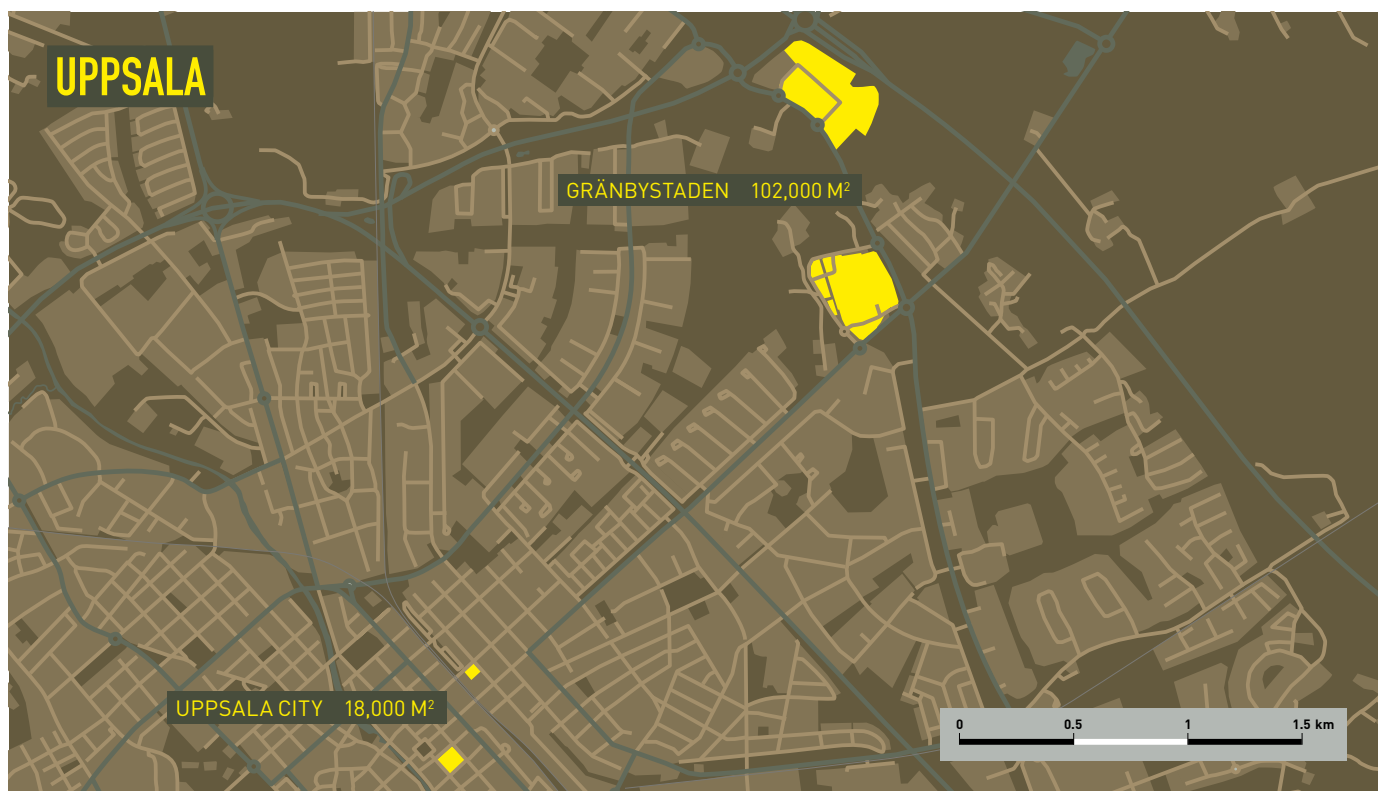 UPPSALA
GRÄNBYSTADEN 102,000 M²
UPPSALA CITY 18,000 M²
0 0.5 1 1.5 km